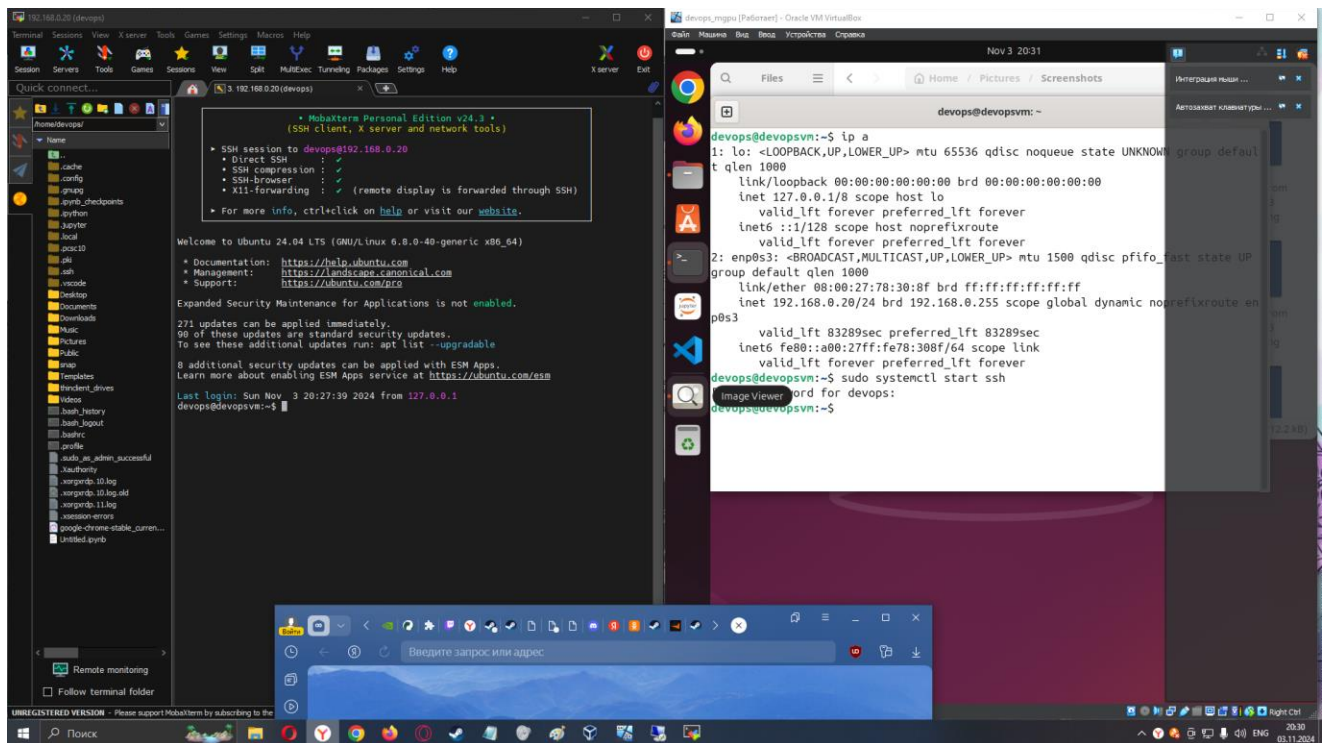 192.168.0.20 (devops)
Terminal Sessions View X server Tools Games Settings Macros Help
Session Servers Tools Games Sessions View Split MultiExec Tunneling Packages Settings Help X server Exit
Quick connect...
3. 192.168.0.20 (devops)
/home/devops/
Name
..
.cache
.config
.gnupg
.ipynb_checkpoints
.ipython
.jupyter
.local
.pcsc10
.pki
.ssh
.vscode
Desktop
Documents
Downloads
Music
Pictures
Public
snap
Templates
thinclient_drives
Videos
.bash_history
.bash_logout
.bashrc
.profile
.sudo_as_admin_successful
.Xauthority
.xorgxrdp.10.log
.xorgxrdp.10.log.old
.xorgxrdp.11.log
.xsession-errors
google-chrome-stable_curren...
Untitled.ipynb
Remote monitoring
Follow terminal folder
• MobaXterm Personal Edition v24.3 •
(SSH client, X server and network tools)
► SSH session to devops@192.168.0.20
• Direct SSH : ✓
• SSH compression : ✓
• SSH-browser : ✓
• X11-forwarding : ✓ (remote display is forwarded through SSH)
► For more info, ctrl+click on help or visit our website.
Welcome to Ubuntu 24.04 LTS (GNU/Linux 6.8.0-40-generic x86_64)
* Documentation: https://help.ubuntu.com
* Management: https://landscape.canonical.com
* Support: https://ubuntu.com/pro
Expanded Security Maintenance for Applications is not enabled.
271 updates can be applied immediately.
90 of these updates are standard security updates.
To see these additional updates run: apt list --upgradable
8 additional security updates can be applied with ESM Apps.
Learn more about enabling ESM Apps service at https://ubuntu.com/esm
Last login: Sun Nov 3 20:27:39 2024 from 127.0.0.1
devops@devopsvm:~$
UNREGISTERED VERSION - Please support MobaXterm by subscribing to the
devops_mgpu [Работает] - Oracle VM VirtualBox
Файл Машина Вид Ввод Устройства Справка
Nov 3 20:31
Files
Home / Pictures / Screenshots
Интеграция мыши ...
Автозахват клавиатуры ...
devops@devopsvm: ~
devops@devopsvm:~$ ip a
1: lo: <LOOPBACK,UP,LOWER_UP> mtu 65536 qdisc noqueue state UNKNOWN group defaul
t qlen 1000
link/loopback 00:00:00:00:00:00 brd 00:00:00:00:00:00
inet 127.0.0.1/8 scope host lo
valid_lft forever preferred_lft forever
inet6 ::1/128 scope host noprefixroute
valid_lft forever preferred_lft forever
2: enp0s3: <BROADCAST,MULTICAST,UP,LOWER_UP> mtu 1500 qdisc pfifo_fast state UP
group default qlen 1000
link/ether 08:00:27:78:30:8f brd ff:ff:ff:ff:ff:ff
inet 192.168.0.20/24 brd 192.168.0.255 scope global dynamic noprefixroute en
p0s3
valid_lft 83289sec preferred_lft 83289sec
inet6 fe80::a00:27ff:fe78:308f/64 scope link
valid_lft forever preferred_lft forever
devops@devopsvm:~$ sudo systemctl start ssh
word for devops:
devops@devopsvm:~$
Image Viewer
Войти
Введите запрос или адрес
Right Ctrl
Поиск
ENG
20:30
03.11.2024